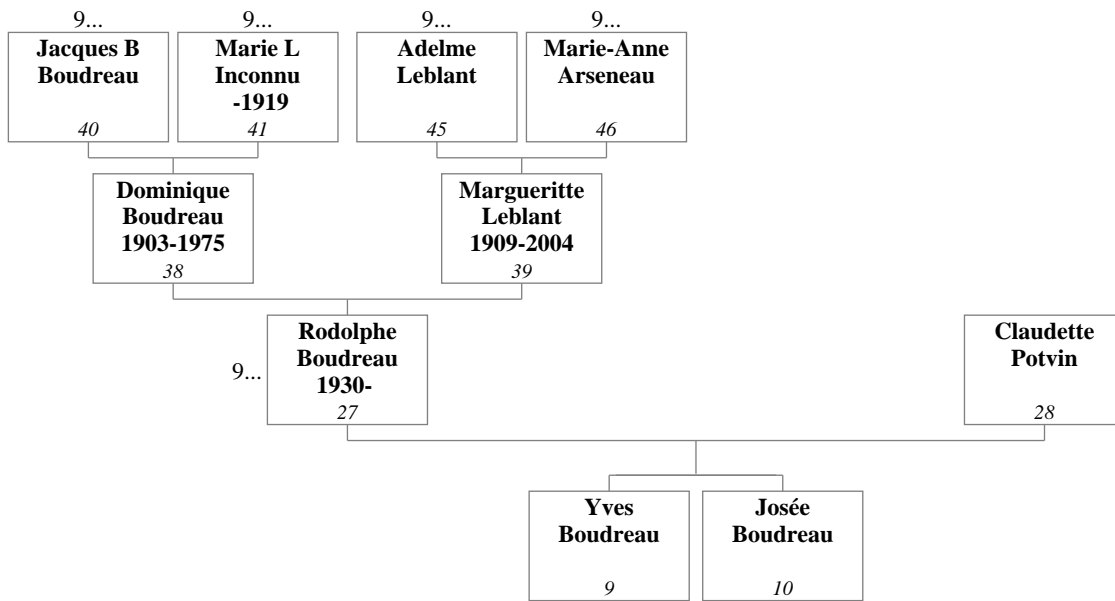 9...
9...
9...
9...
Jacques B
Boudreau
40
Marie L
Inconnu
-1919
41
Adelme
Leblant
45
Marie-Anne
Arseneau
46
Dominique
Boudreau
1903-1975
38
Margueritte
Leblant
1909-2004
39
9...
Rodolphe
Boudreau
1930-
27
Claudette
Potvin
28
Yves
Boudreau
9
Josée
Boudreau
10